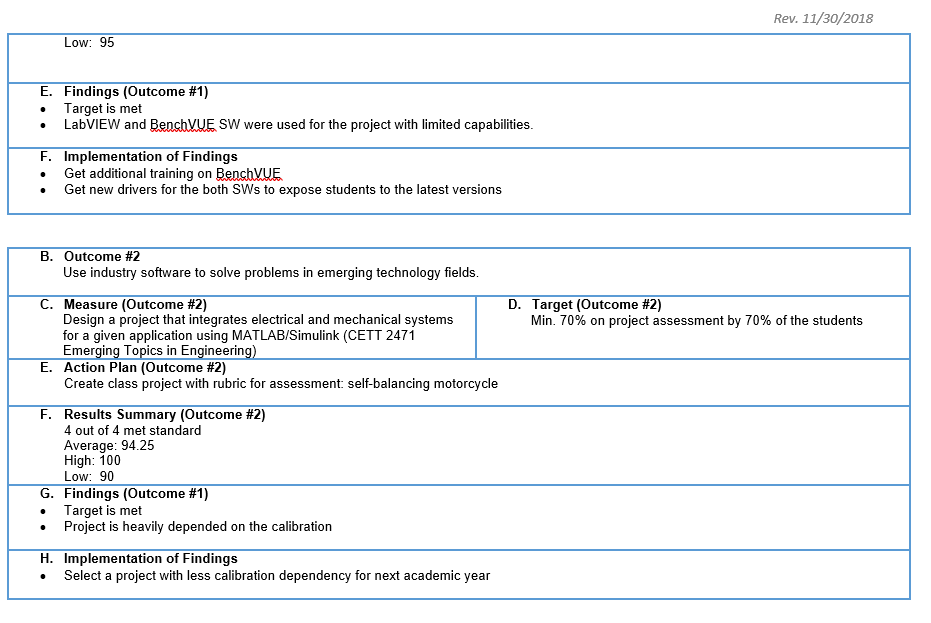 Rev. 11/30/2018
Low:  95
E. Findings (Outcome #1)
• Target is met
• LabVIEW and BenchVUE SW were used for the project with limited capabilities.
F. Implementation of Findings
• Get additional training on BenchVUE
• Get new drivers for the both SWs to expose students to the latest versions
B. Outcome #2
Use industry software to solve problems in emerging technology fields.
C. Measure (Outcome #2)
Design a project that integrates electrical and mechanical systems
for a given application using MATLAB/Simulink (CETT 2471
Emerging Topics in Engineering)
D. Target (Outcome #2)
Min. 70% on project assessment by 70% of the students
E. Action Plan (Outcome #2)
Create class project with rubric for assessment: self-balancing motorcycle
F. Results Summary (Outcome #2)
4 out of 4 met standard
Average: 94.25
High: 100
Low:  90
G. Findings (Outcome #1)
• Target is met
• Project is heavily depended on the calibration
H. Implementation of Findings
• Select a project with less calibration dependency for next academic year